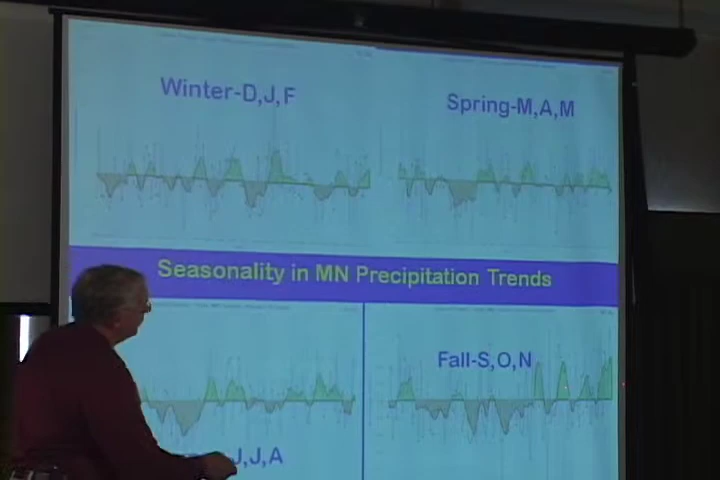 Winter-D,J,F
Spring-M,A,M
Seasonality in MN Precipitation Trends
Fall-S,O,N
J,J,A